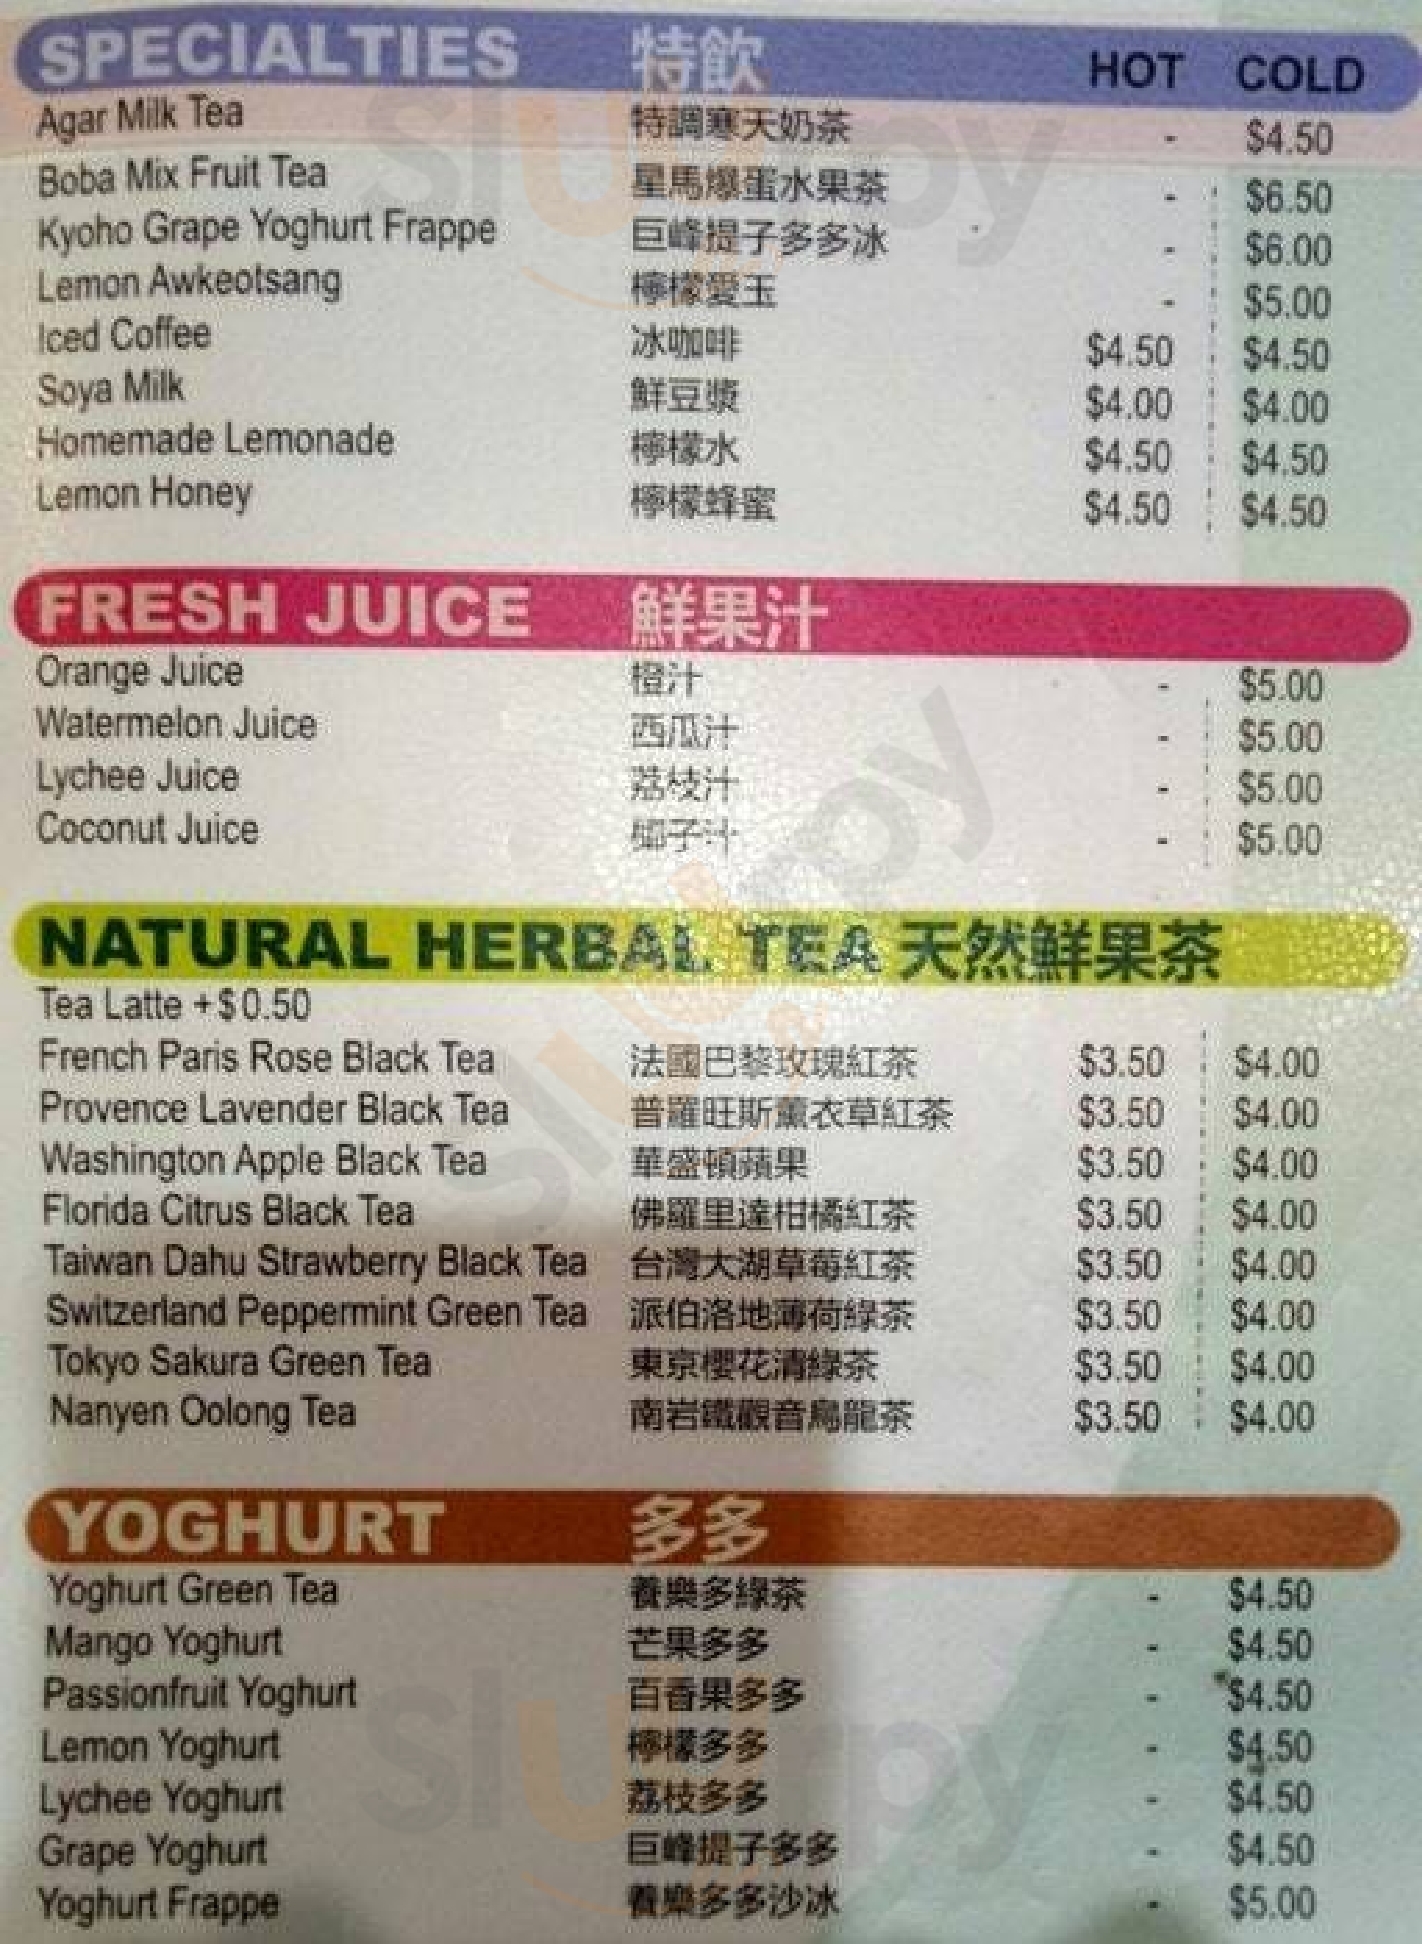 SPECIALTIES 特飲 HOT COLD
Agar Milk Tea 特調寒天奶茶 - $4.50
Boba Mix Fruit Tea 星馬爆蛋水果茶 - $6.50
Kyoho Grape Yoghurt Frappe 巨峰提子多多冰 - $6.00
Lemon Awkeotsang 檸檬愛玉 - $5.00
Iced Coffee 冰咖啡 $4.50 $4.50
Soya Milk 鮮豆漿 $4.00 $4.00
Homemade Lemonade 檸檬水 $4.50 $4.50
Lemon Honey 檸檬蜂蜜 $4.50 $4.50
FRESH JUICE 鮮果汁
Orange Juice 橙汁 - $5.00
Watermelon Juice 西瓜汁 - $5.00
Lychee Juice 荔枝汁 - $5.00
Coconut Juice 椰子汁 - $5.00
NATURAL HERBAL TEA 天然鮮果茶
Tea Latte +$0.50
French Paris Rose Black Tea 法國巴黎玫瑰紅茶 $3.50 $4.00
Provence Lavender Black Tea 普羅旺斯薰衣草紅茶 $3.50 $4.00
Washington Apple Black Tea 華盛頓蘋果 $3.50 $4.00
Florida Citrus Black Tea 佛羅里達柑橘紅茶 $3.50 $4.00
Taiwan Dahu Strawberry Black Tea 台灣大湖草莓紅茶 $3.50 $4.00
Switzerland Peppermint Green Tea 派伯洛地薄荷綠茶 $3.50 $4.00
Tokyo Sakura Green Tea 東京櫻花清綠茶 $3.50 $4.00
Nanyen Oolong Tea 南岩鐵觀音烏龍茶 $3.50 $4.00
YOGHURT 多多
Yoghurt Green Tea 養樂多綠茶 - $4.50
Mango Yoghurt 芒果多多 - $4.50
Passionfruit Yoghurt 百香果多多 - $4.50
Lemon Yoghurt 檸檬多多 - $4.50
Lychee Yoghurt 荔枝多多 - $4.50
Grape Yoghurt 巨峰提子多多 - $4.50
Yoghurt Frappe 養樂多多沙冰 - $5.00
slurpy
slurpy
slurpy
slurpy